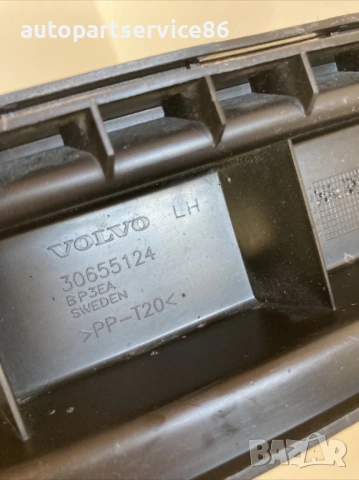 autopartservice86
VOLVO LH
30655124
BP3EA
SWEDEN
>PP-T20<
BAZAR